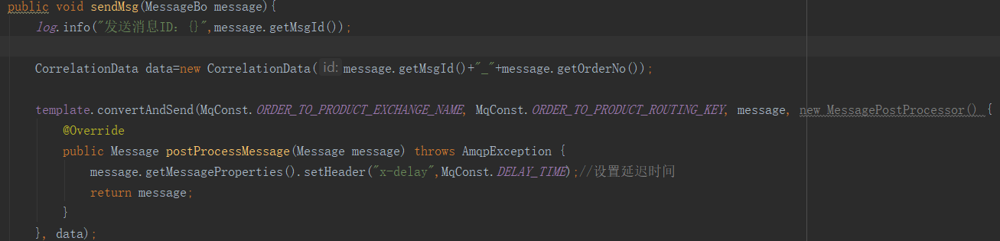 public void sendMsg(MessageBo message){
log.info("发送消息ID: {}",message.getMsgId());
CorrelationData data=new CorrelationData( id: message.getMsgId()+"_"+message.getOrderNo());
template.convertAndSend(MqConst.ORDER_TO_PRODUCT_EXCHANGE_NAME, MqConst.ORDER_TO_PRODUCT_ROUTING_KEY, message, new MessagePostProcessor() {
@Override
public Message postProcessMessage(Message message) throws AmqpException {
message.getMessageProperties().setHeader("x-delay",MqConst.DELAY_TIME);//设置延迟时间
return message;
}
}, data);